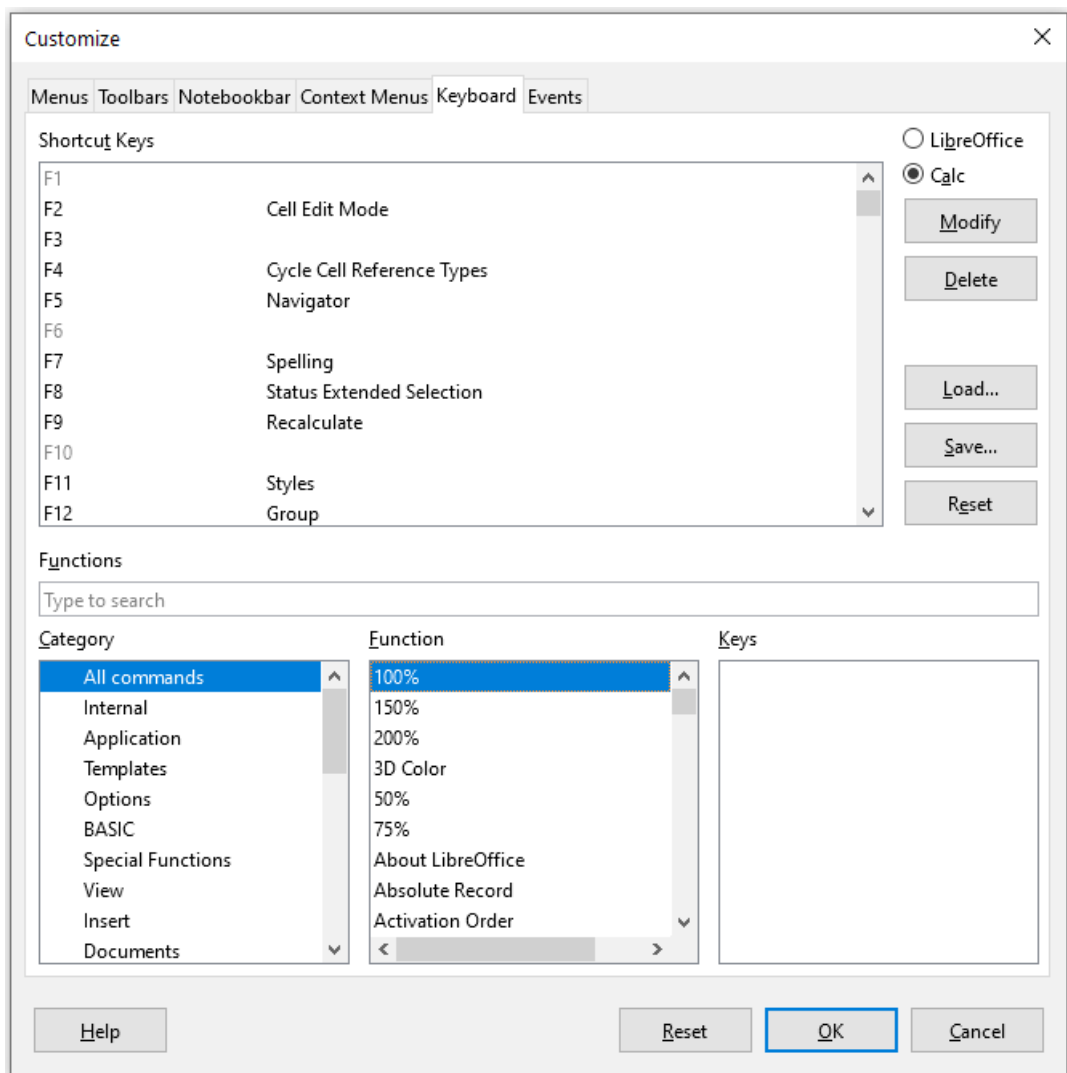 Customize
Menus Toolbars Notebookbar Context Menus Keyboard Events
Shortcut Keys
LibreOffice
Calc
F1
F2 Cell Edit Mode
F3
F4 Cycle Cell Reference Types
F5 Navigator
F6
F7 Spelling
F8 Status Extended Selection
F9 Recalculate
F10
F11 Styles
F12 Group
Modify
Delete
Load...
Save...
Reset
Functions
Type to search
Category
All commands
Internal
Application
Templates
Options
BASIC
Special Functions
View
Insert
Documents
Function
100%
150%
200%
3D Color
50%
75%
About LibreOffice
Absolute Record
Activation Order
Keys
Help Reset OK Cancel